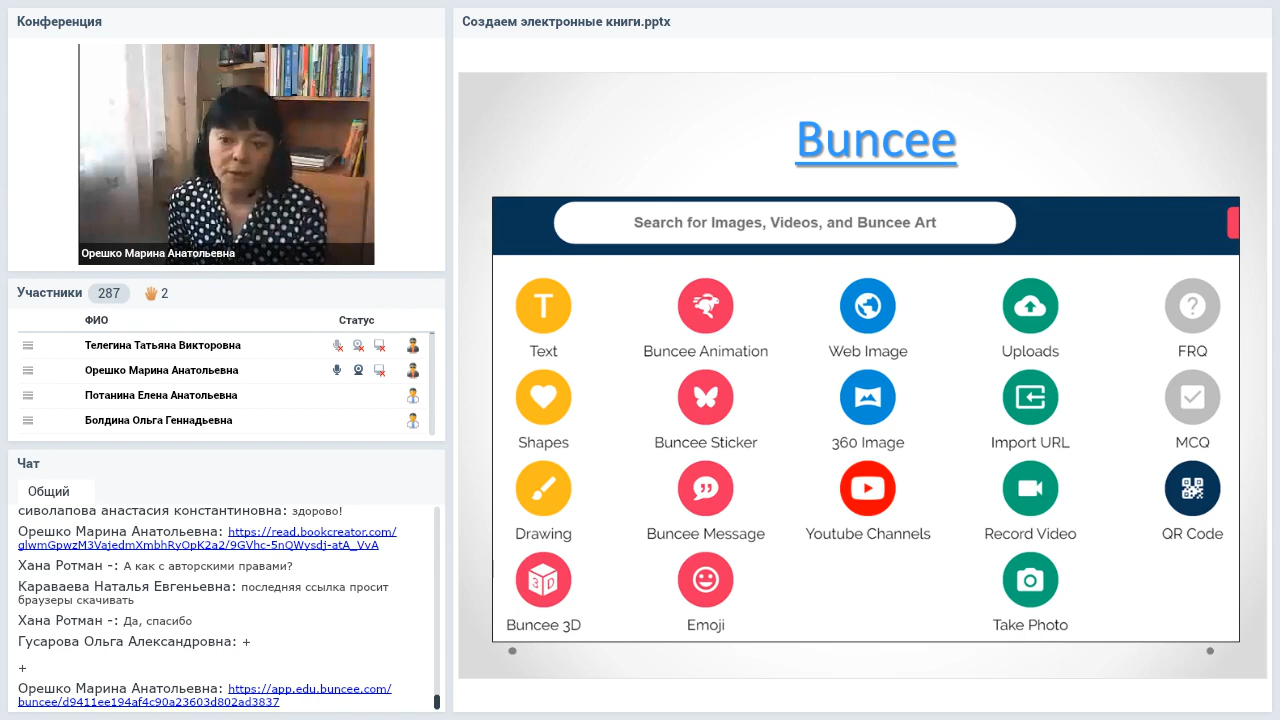 Конференция
Орешко Марина Анатольевна
Участники 287 2
ФИО Статус
Телегина Татьяна Викторовна
Орешко Марина Анатольевна
Потанина Елена Анатольевна
Болдина Ольга Геннадьевна
Чат
Общий
сиволапова анастасия константиновна: здорово!
Орешко Марина Анатольевна: https://read.bookcreator.com/
glwmGpwzM3VaJedmXmbhRyOpK2a2/9GVhc-5nQWysdj-atA_VvA
Хана Ротман -: А как с авторскими правами?
Караваева Наталья Евгеньевна: последняя ссылка просит
браузеры скачивать
Хана Ротман -: Да, спасибо
Гусарова Ольга Александровна: +
+
Орешко Марина Анатольевна: https://app.edu.buncee.com/
buncee/d9411ee194af4c90a23603d802ad3837
Создаем электронные книги.pptx
Buncee
Search for Images, Videos, and Buncee Art
T
Text
Buncee Animation
Web Image
Uploads
?
FRQ
Shapes
Buncee Sticker
360 Image
Import URL
MCQ
Drawing
Buncee Message
Youtube Channels
Record Video
QR Code
3D
Buncee 3D
Emoji
Take Photo